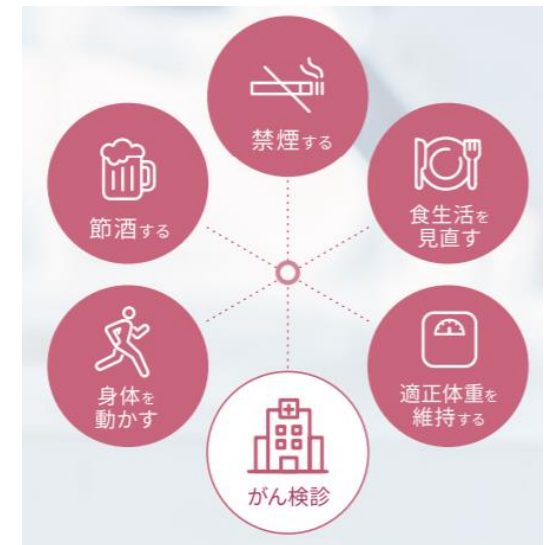 禁煙する
節酒する
食生活を
見直す
身体を
動かす
適正体重を
維持する
がん検診